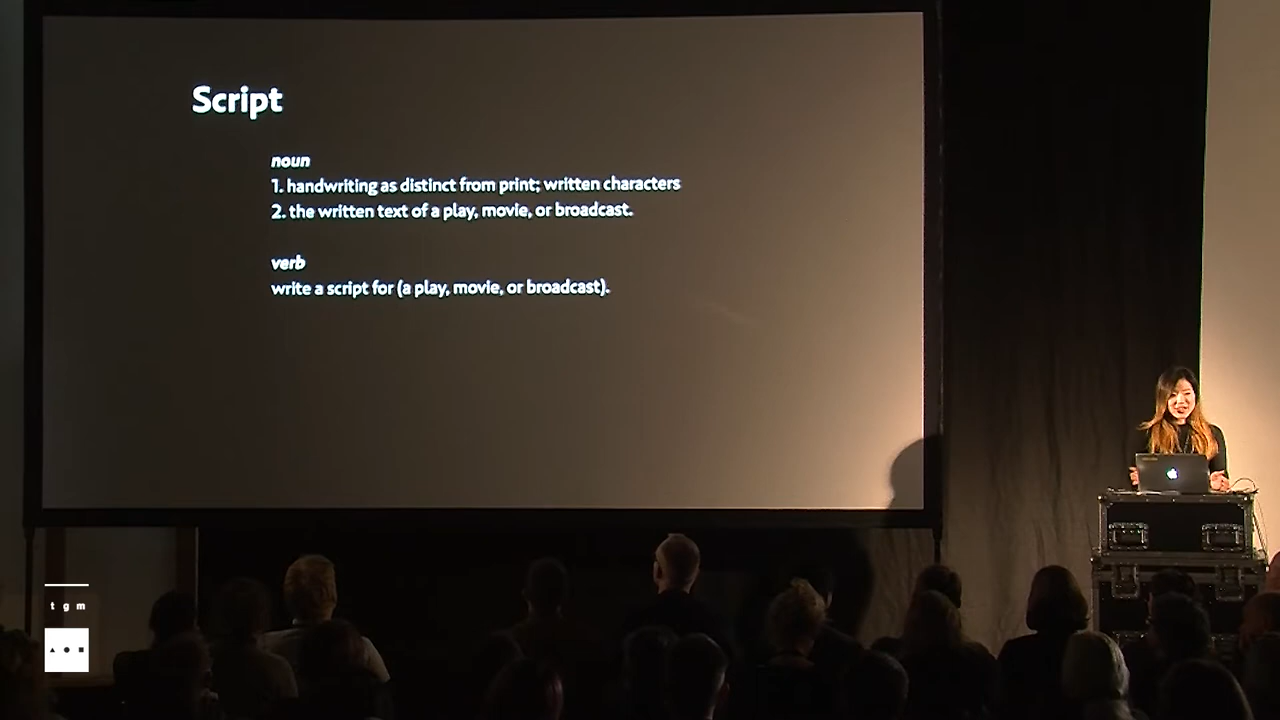 Script
noun
1. handwriting as distinct from print; written characters
2. the written text of a play, movie, or broadcast.
verb
write a script for (a play, movie, or broadcast).
t g m